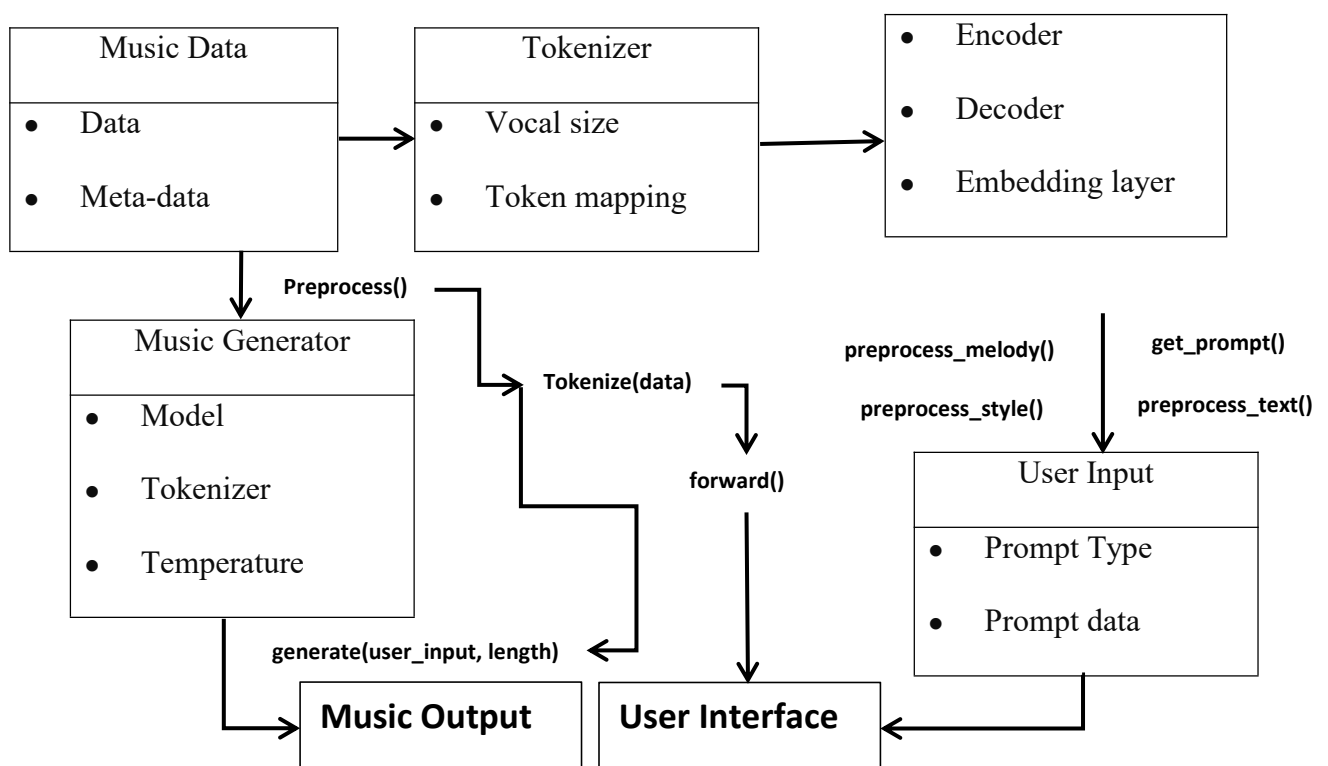 Music Data
● Data
● Meta-data
Tokenizer
● Vocal size
● Token mapping
● Encoder
● Decoder
● Embedding layer
Preprocess()
Music Generator
● Model
● Tokenizer
● Temperature
Tokenize(data)
forward()
preprocess_melody()
get_prompt()
preprocess_style()
preprocess_text()
User Input
● Prompt Type
● Prompt data
generate(user_input, length)
Music Output
User Interface